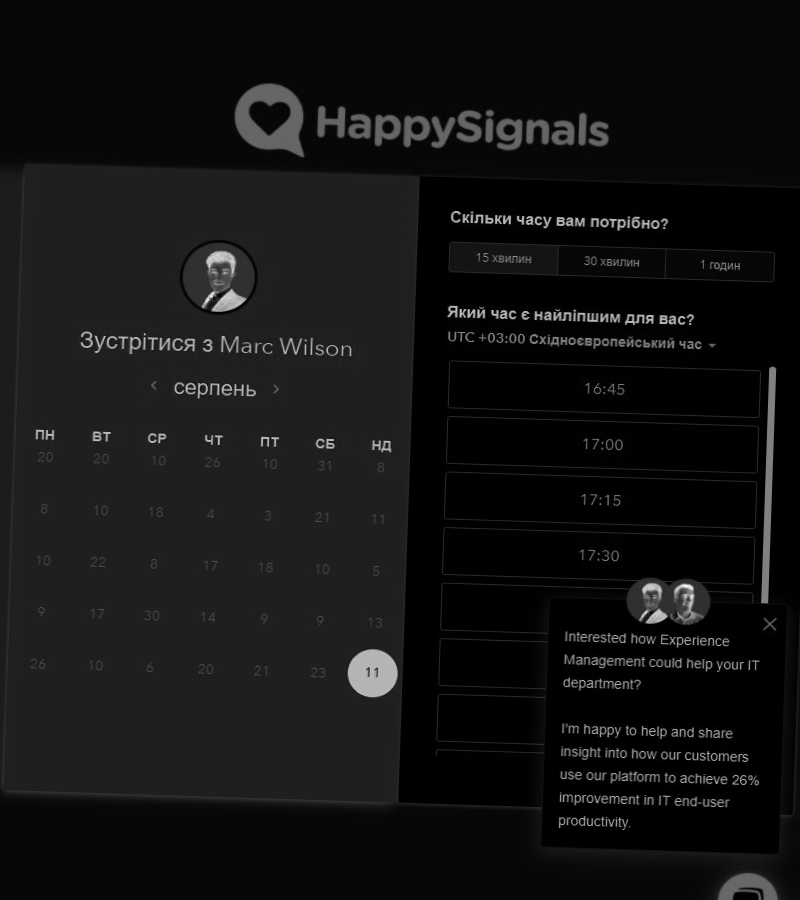 HappySignals
Зустрітися з Marc Wilson
серпень
ПН ВТ СР ЧТ ПТ СБ НД
20 20 10 26 10 31 8
8 10 18 4 3 21 11
10 22 8 17 18 10 5
9 17 30 14 9 9 13
26 10 6 20 21 23 11
Скільки часу вам потрібно?
15 хвилин 30 хвилин 1 годин
Який час є найліпшим для вас?
UTC +03:00 Східноєвропейський час
16:45
17:00
17:15
17:30
Interested how Experience
Management could help your IT
department?
I'm happy to help and share
insight into how our customers
use our platform to achieve 26%
improvement in IT end-user
productivity.